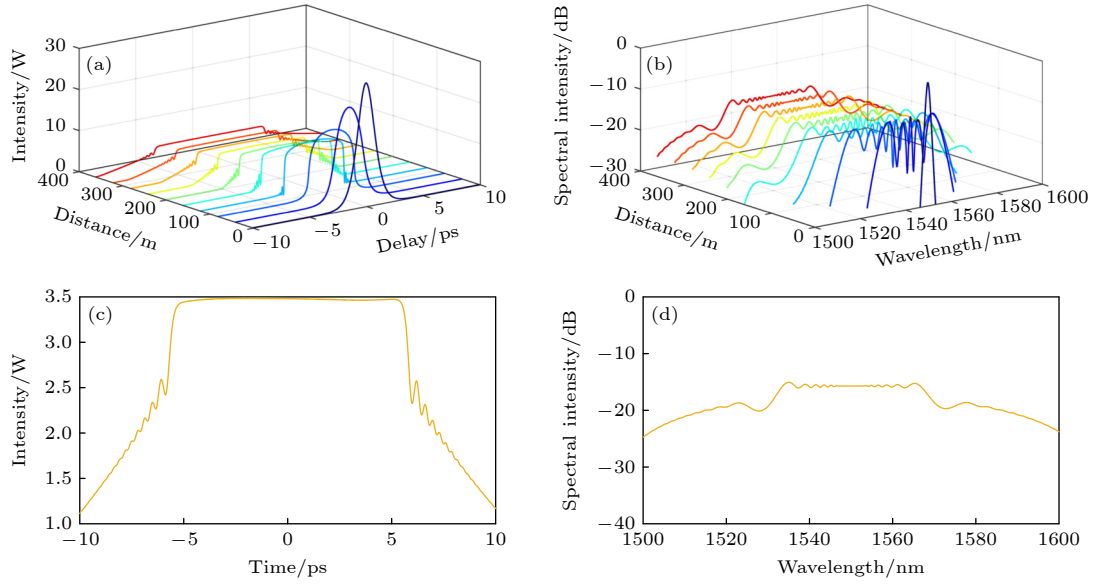 (a)
Intensity/W
30
20
10
0
400
300
200
100
0
Distance/m
−10
−5
0
5
10
Delay/ps
(b)
Spectral intensity/dB
0
−10
−20
−30
400
300
200
100
0
Distance/m
1500
1520
1540
1560
1580
1600
Wavelength/nm
(c)
Intensity/W
3.5
3.0
2.5
2.0
1.5
1.0
−10 −5 0 5 10
Time/ps
(d)
Spectral intensity/dB
0
−10
−20
−30
−40
1500 1520 1540 1560 1580 1600
Wavelength/nm